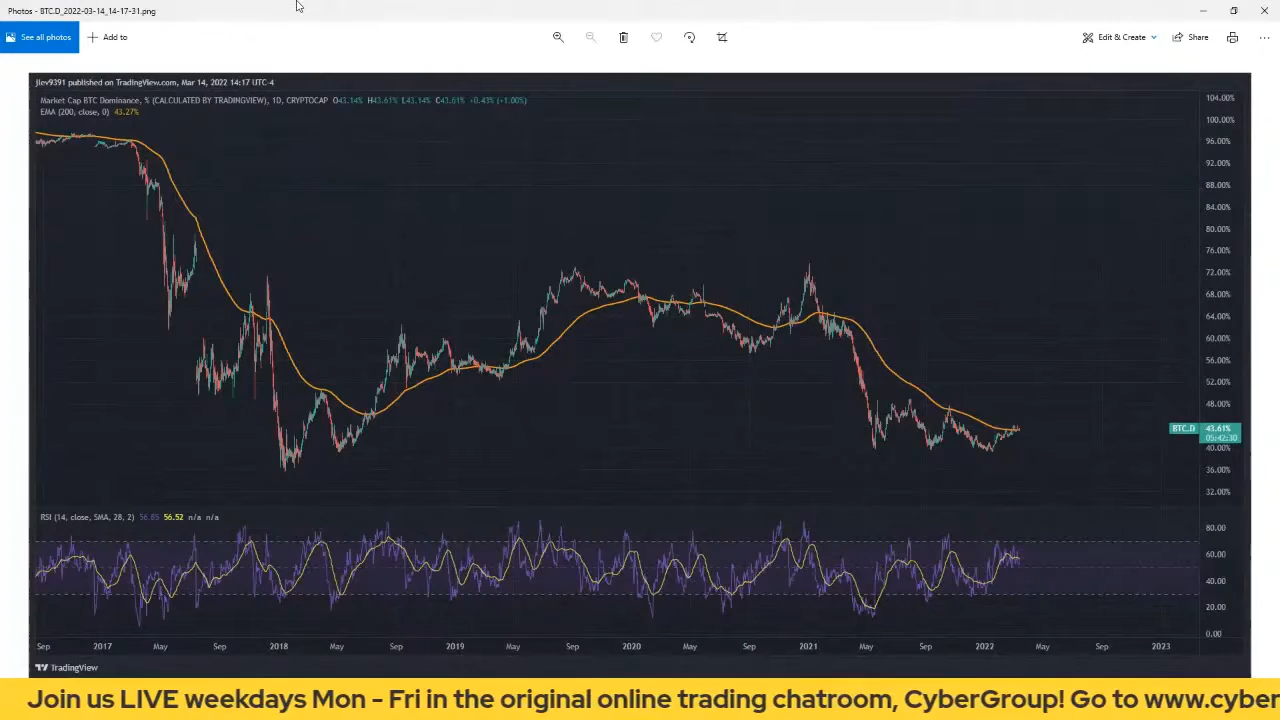 Photos - BTC.D_2022-03-14_14-17-31.png
See all photos
Add to
Edit & Create
Share
jlev9391 published on TradingView.com, Mar 14, 2022 14:17 UTC-4
Market Cap BTC Dominance, % (CALCULATED BY TRADINGVIEW), 1D, CRYPTOCAP O43.14% H43.61% L43.14% C43.61% +0.43% (+1.00%)
EMA (200, close, 0) 43.27%
104.00%
100.00%
96.00%
92.00%
88.00%
84.00%
80.00%
76.00%
72.00%
68.00%
64.00%
60.00%
56.00%
52.00%
48.00%
BTC.D 43.61%
05:42:30
40.00%
36.00%
32.00%
RSI (14, close, SMA, 28, 2) 56.85 56.52 n/a n/a
80.00
60.00
40.00
20.00
0.00
Sep 2017 May Sep 2018 May Sep 2019 May Sep 2020 May Sep 2021 May Sep 2022 May Sep 2023
TradingView
Join us LIVE weekdays Mon - Fri in the original online trading chatroom, CyberGroup! Go to www.cyber